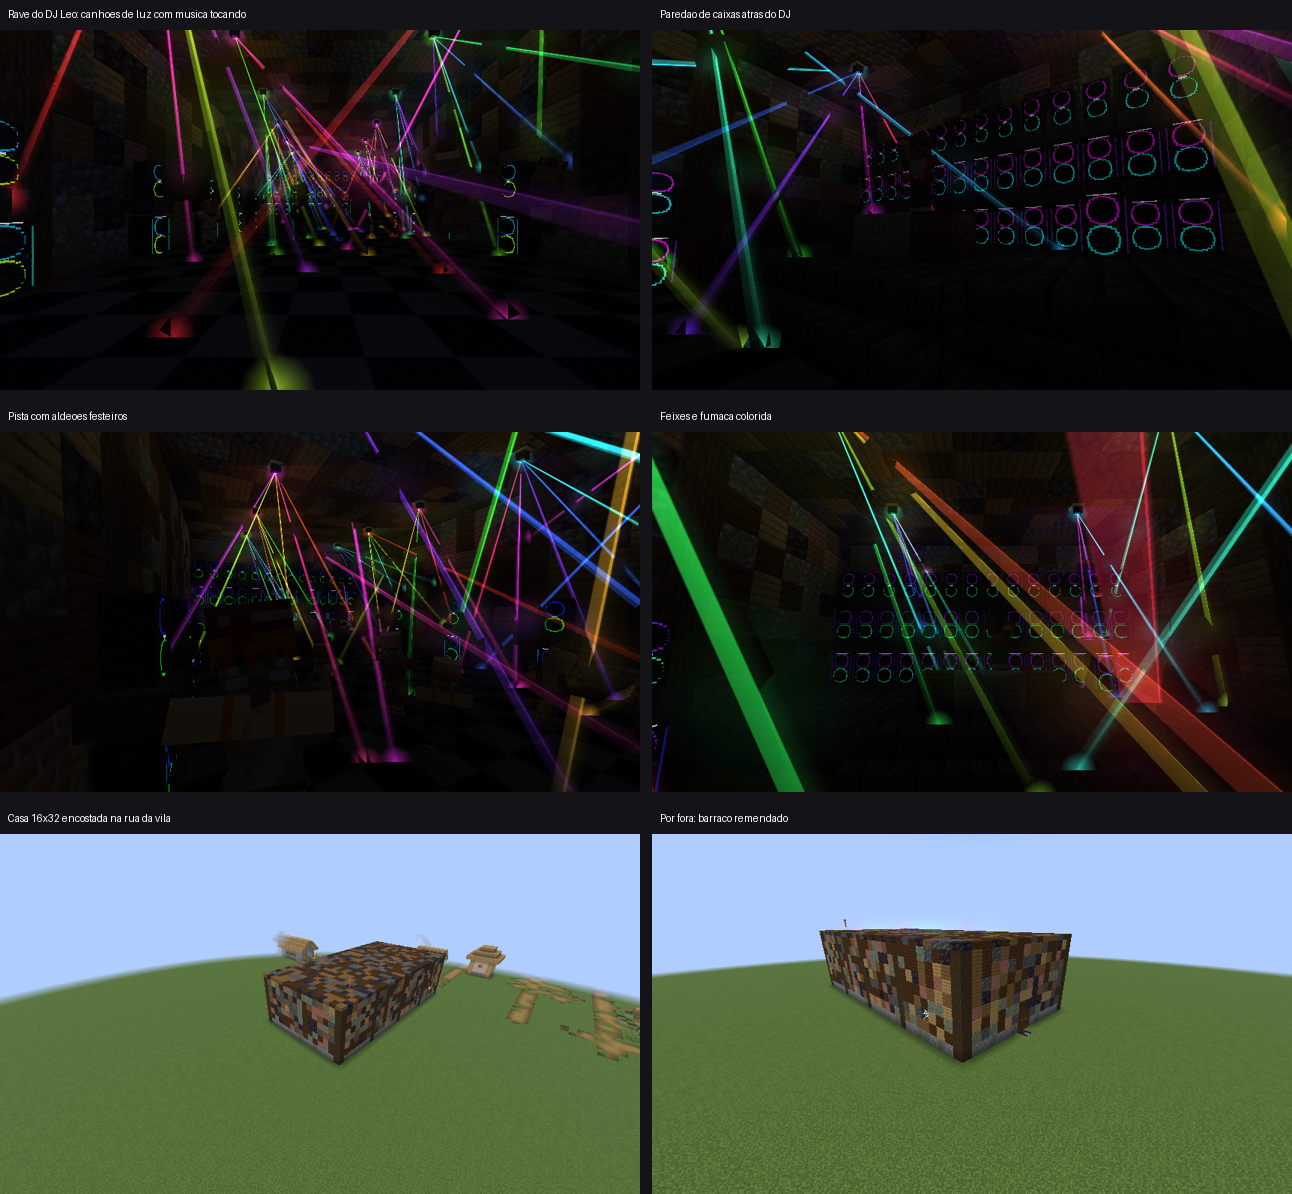 Rave do DJ Leo: canhoes de luz com musica tocando
Paredao de caixas atras do DJ
Pista com aldeoes festeiros
Feixes e fumaca colorida
Casa 16x32 encostada na rua da vila
Por fora: barraco remendado